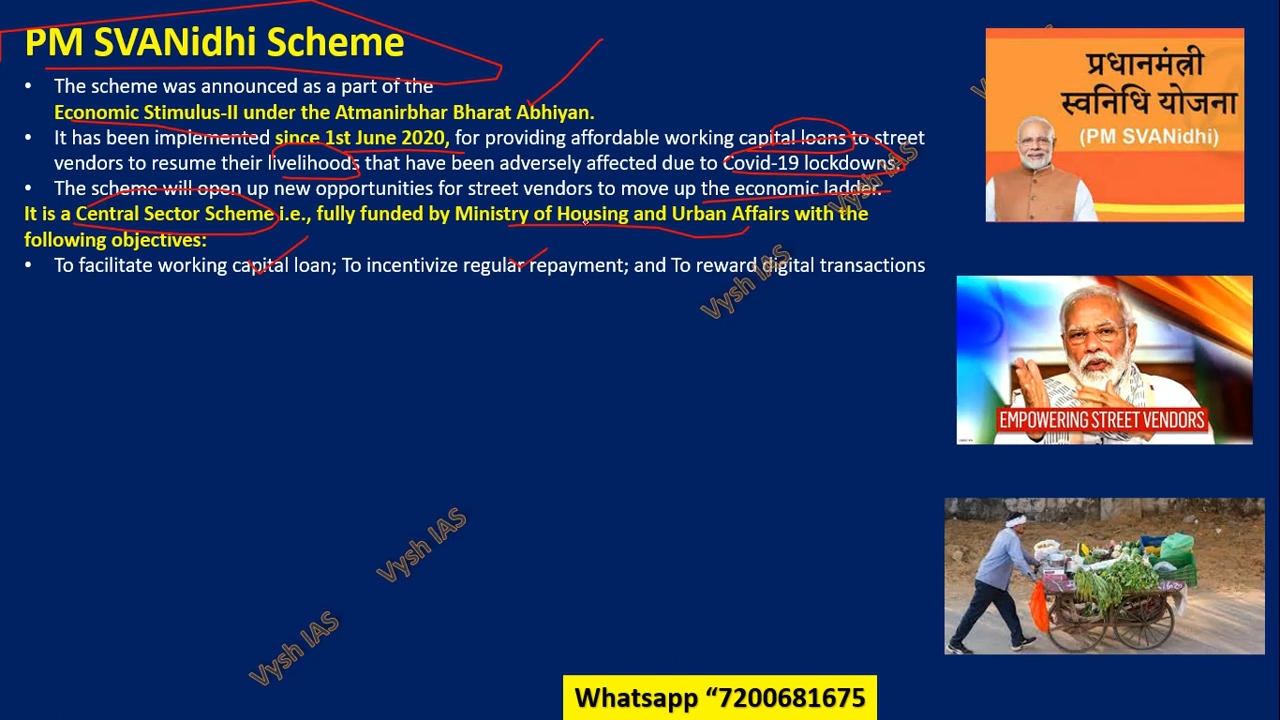 PM SVANidhi Scheme
• The scheme was announced as a part of the
Economic Stimulus-II under the Atmanirbhar Bharat Abhiyan.
• It has been implemented since 1st June 2020, for providing affordable working capital loans to street
vendors to resume their livelihoods that have been adversely affected due to Covid-19 lockdowns.
• The scheme will open up new opportunities for street vendors to move up the economic ladder.
It is a Central Sector Scheme i.e., fully funded by Ministry of Housing and Urban Affairs with the
following objectives:
• To facilitate working capital loan; To incentivize regular repayment; and To reward digital transactions
प्रधानमंत्री
स्वनिधि योजना
(PM SVANidhi)
EMPOWERING STREET VENDORS
Vysh IAS
Vysh IAS
Vysh IAS
Vysh IAS
Whatsapp “7200681675